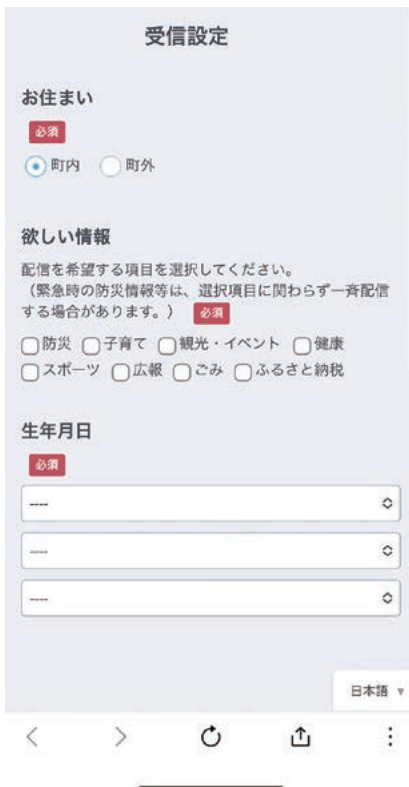 受信設定
お住まい
必須
町内 町外
欲しい情報
配信を希望する項目を選択してください。
（緊急時の防災情報等は、選択項目に関わらず一斉配信
する場合があります。） 必須
防災 子育て 観光・イベント 健康
スポーツ 広報 ごみ ふるさと納税
生年月日
必須
----
----
----
日本語 ▼